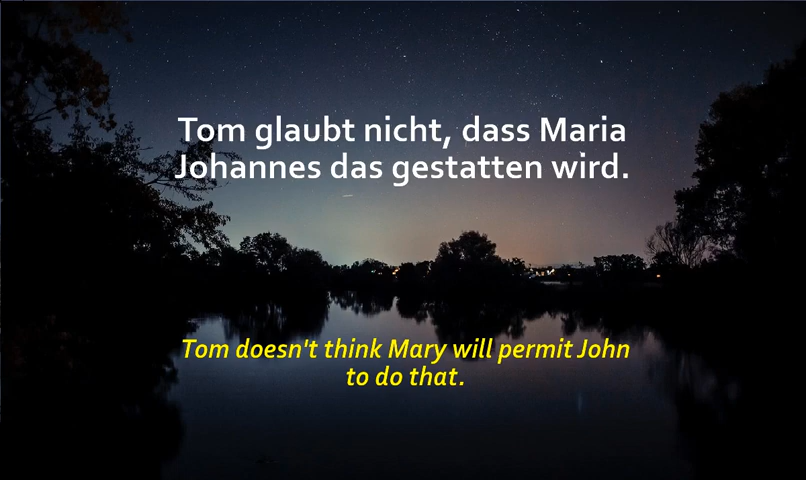 Tom glaubt nicht, dass Maria
Johannes das gestatten wird.
Tom doesn't think Mary will permit John
to do that.